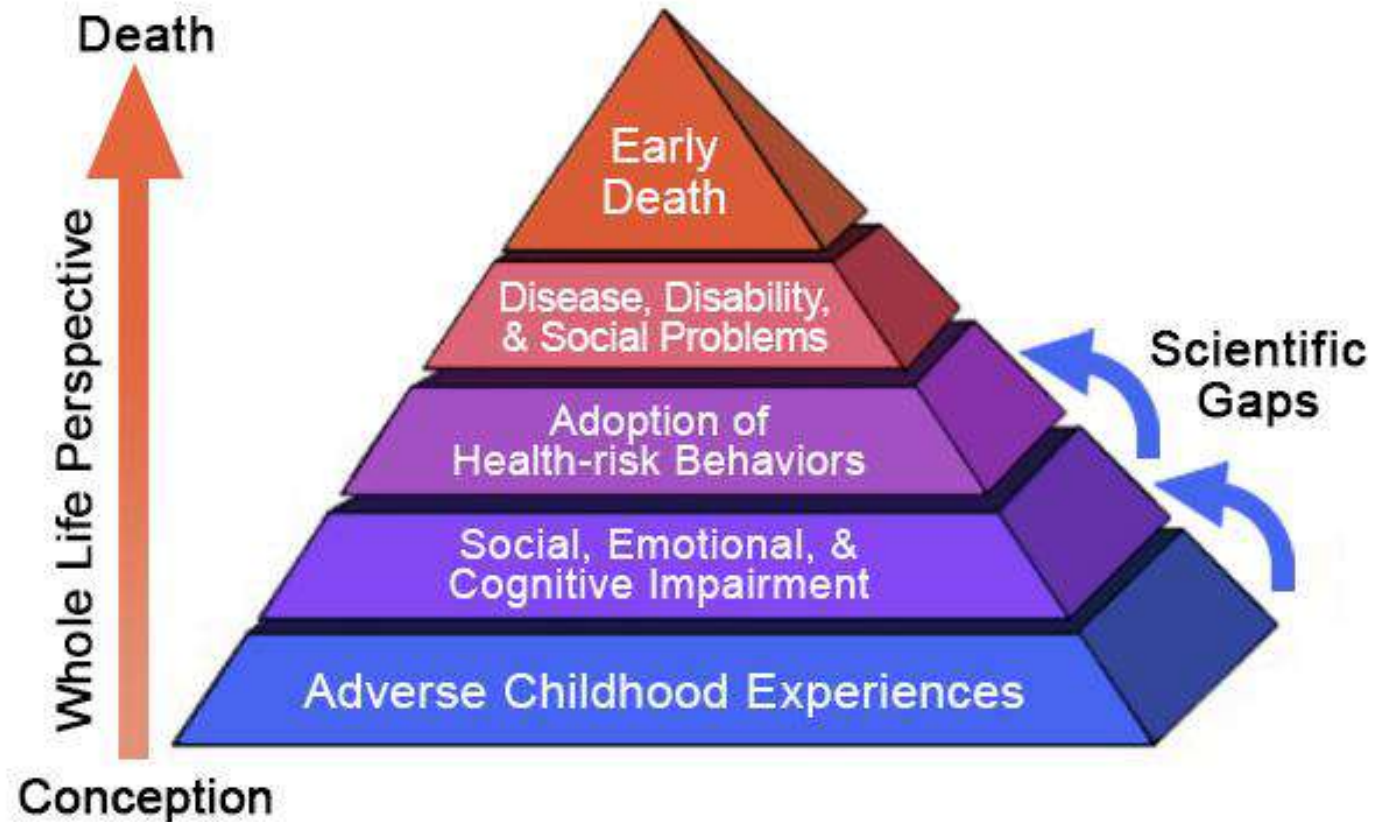 Death
Whole Life Perspective
Conception
Early
Death
Disease, Disability,
& Social Problems
Adoption of
Health-risk Behaviors
Social, Emotional, &
Cognitive Impairment
Adverse Childhood Experiences
Scientific
Gaps